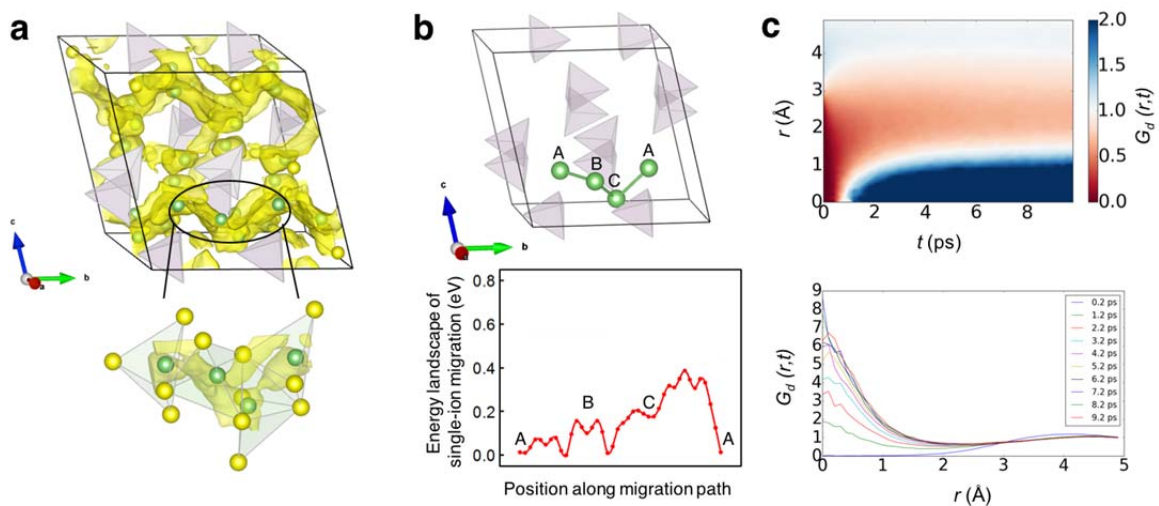 a
b
c
c
a
b
A
B
C
A
c
a
b
Energy landscape of
single-ion migration (eV)
0.8
0.6
0.4
0.2
0.0
A
B
C
A
Position along migration path
r (Å)
4
3
2
1
0
0 2 4 6 8
t (ps)
2.0
1.5
1.0
0.5
0.0
G_d (r,t)
G_d (r,t)
9
8
7
6
5
4
3
2
1
0
0 1 2 3 4 5
r (Å)
0.2 ps
1.2 ps
2.2 ps
3.2 ps
4.2 ps
5.2 ps
6.2 ps
7.2 ps
8.2 ps
9.2 ps